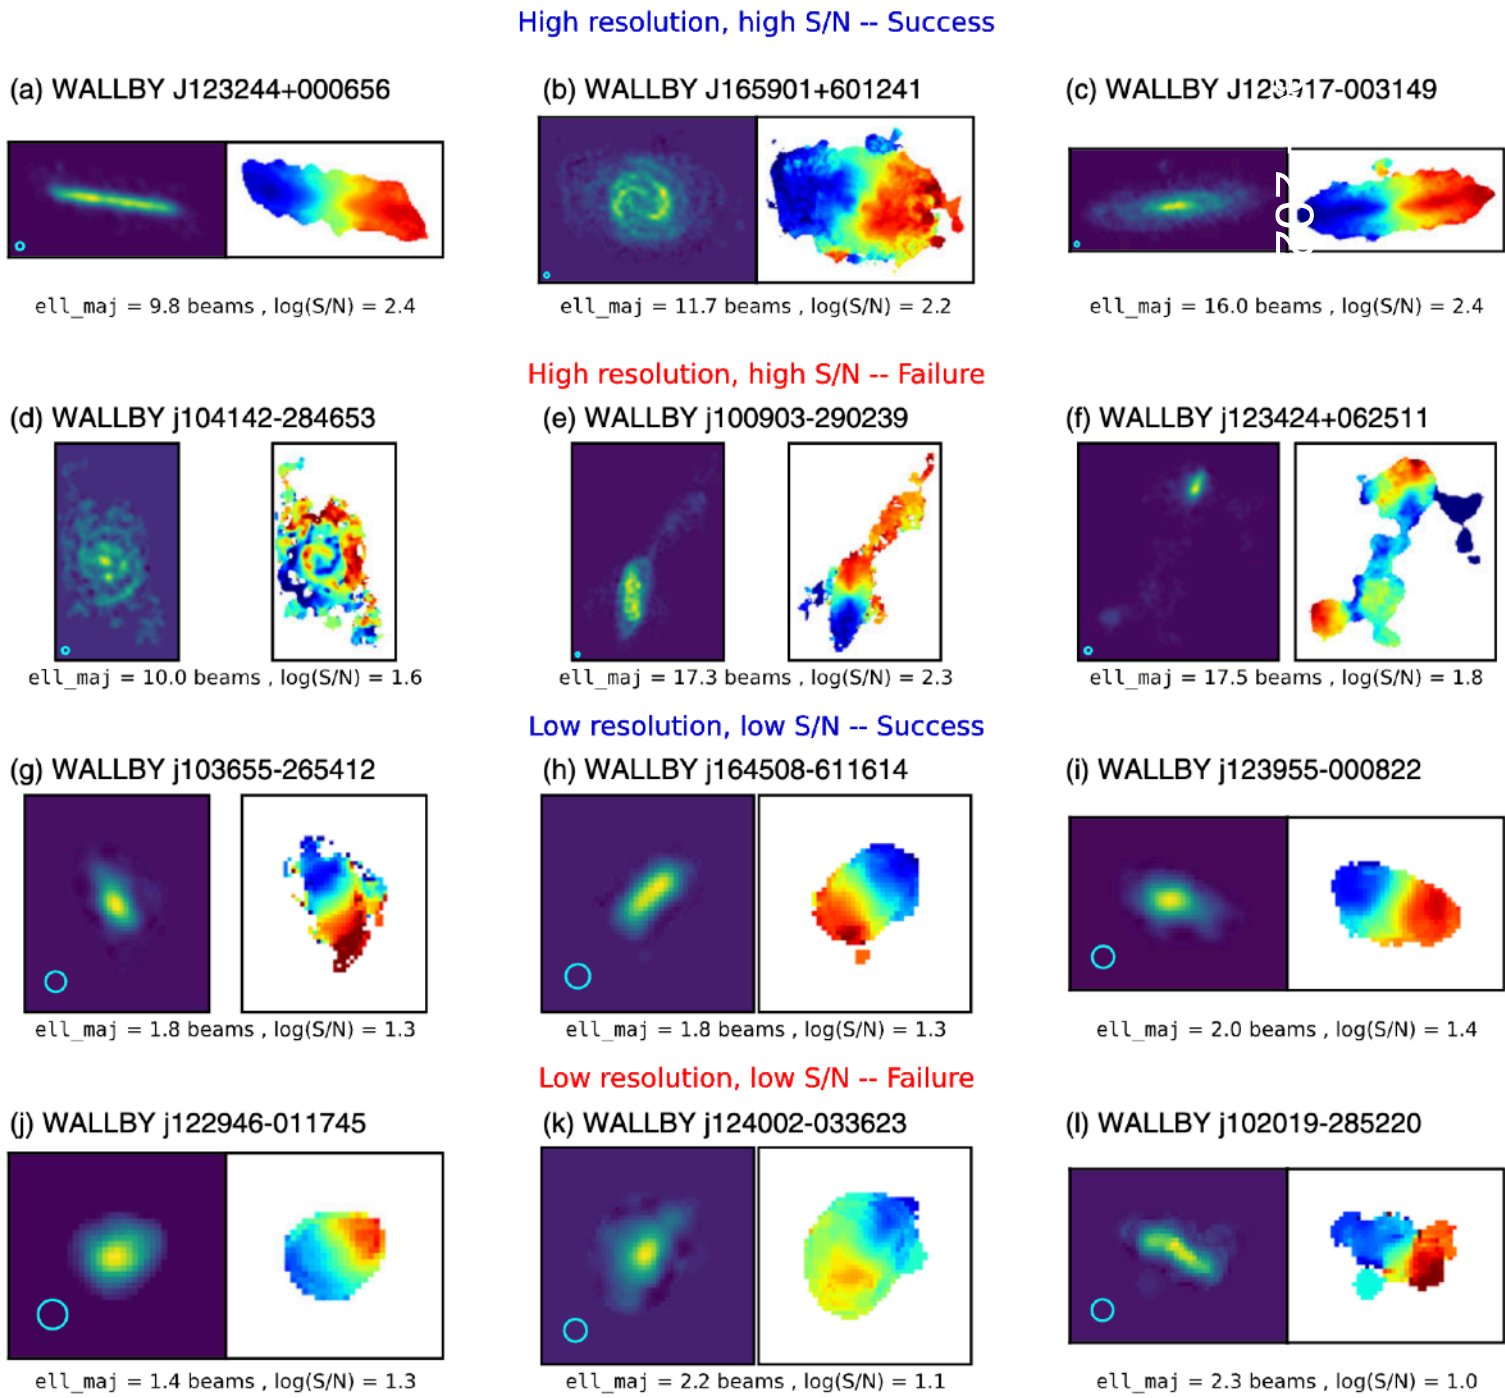 High resolution, high S/N -- Success
(a) WALLBY J123244+000656
(b) WALLBY J165901+601241
(c) WALLBY
ell_maj = 9.8 beams , log(S/N) = 2.4
ell_maj = 11.7 beams , log(S/N) = 2.2
ell_maj = 16.0 beams , log(S/N) = 2.4
High resolution, high S/N -- Failure
(d) WALLBY j104142-284653
(e) WALLBY j100903-290239
(f) WALLBY j123424+062511
ell_maj = 10.0 beams , log(S/N) = 1.6
ell_maj = 17.3 beams , log(S/N) = 2.3
ell_maj = 17.5 beams , log(S/N) = 1.8
Low resolution, low S/N -- Success
(g) WALLBY j103655-265412
(h) WALLBY j164508-611614
(i) WALLBY j123955-000822
ell_maj = 1.8 beams , log(S/N) = 1.3
ell_maj = 1.8 beams , log(S/N) = 1.3
ell_maj = 2.0 beams , log(S/N) = 1.4
Low resolution, low S/N -- Failure
(j) WALLBY j122946-011745
(k) WALLBY j124002-033623
(l) WALLBY j102019-285220
ell_maj = 1.4 beams , log(S/N) = 1.3
ell_maj = 2.2 beams , log(S/N) = 1.1
ell_maj = 2.3 beams , log(S/N) = 1.0